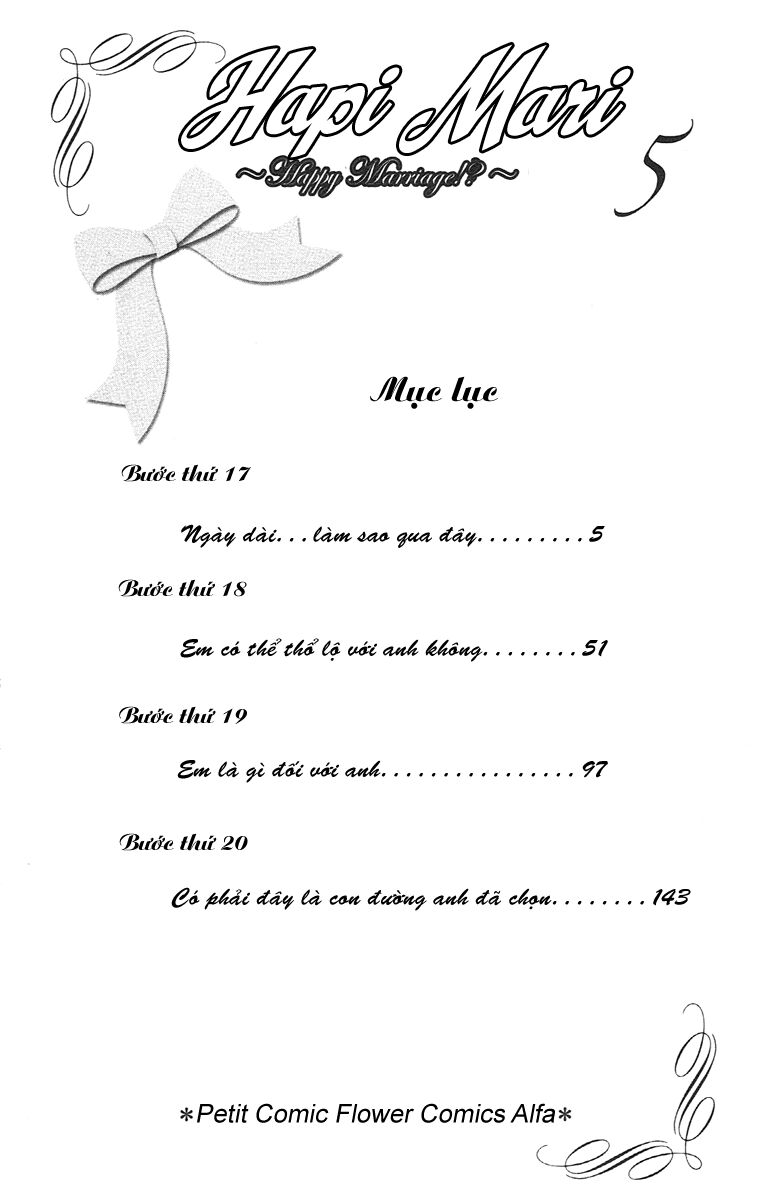 Hapi Mari
~Happy Marriage!?~
5
Mục lục
Bước thứ 17
Ngày dài...làm sao qua đây.........5
Bước thứ 18
Em có thể thổ lộ với anh không........51
Bước thứ 19
Em là gì đối với anh................97
Bước thứ 20
Có phải đây là con đường anh đã chọn........143
*Petit Comic Flower Comics Alfa*